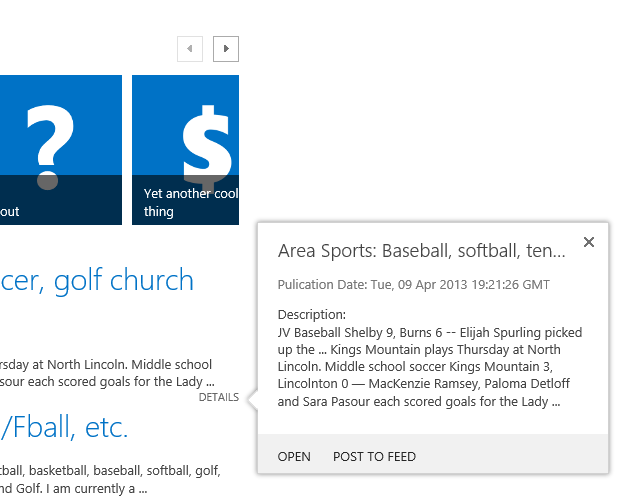 ?
$
out
Yet another cool
thing
cer, golf church
rsday at North Lincoln. Middle school
sour each scored goals for the Lady ...
DETAILS
/Fball, etc.
tball, basketball, baseball, softball, golf,
nd Golf. I am currently a ...
Area Sports: Baseball, softball, ten...
Pulication Date: Tue, 09 Apr 2013 19:21:26 GMT
Description:
JV Baseball Shelby 9, Burns 6 -- Elijah Spurling picked
up the ... Kings Mountain plays Thursday at North
Lincoln. Middle school soccer Kings Mountain 3,
Lincolnton 0 — MacKenzie Ramsey, Paloma Detloff
and Sara Pasour each scored goals for the Lady ...
OPEN POST TO FEED